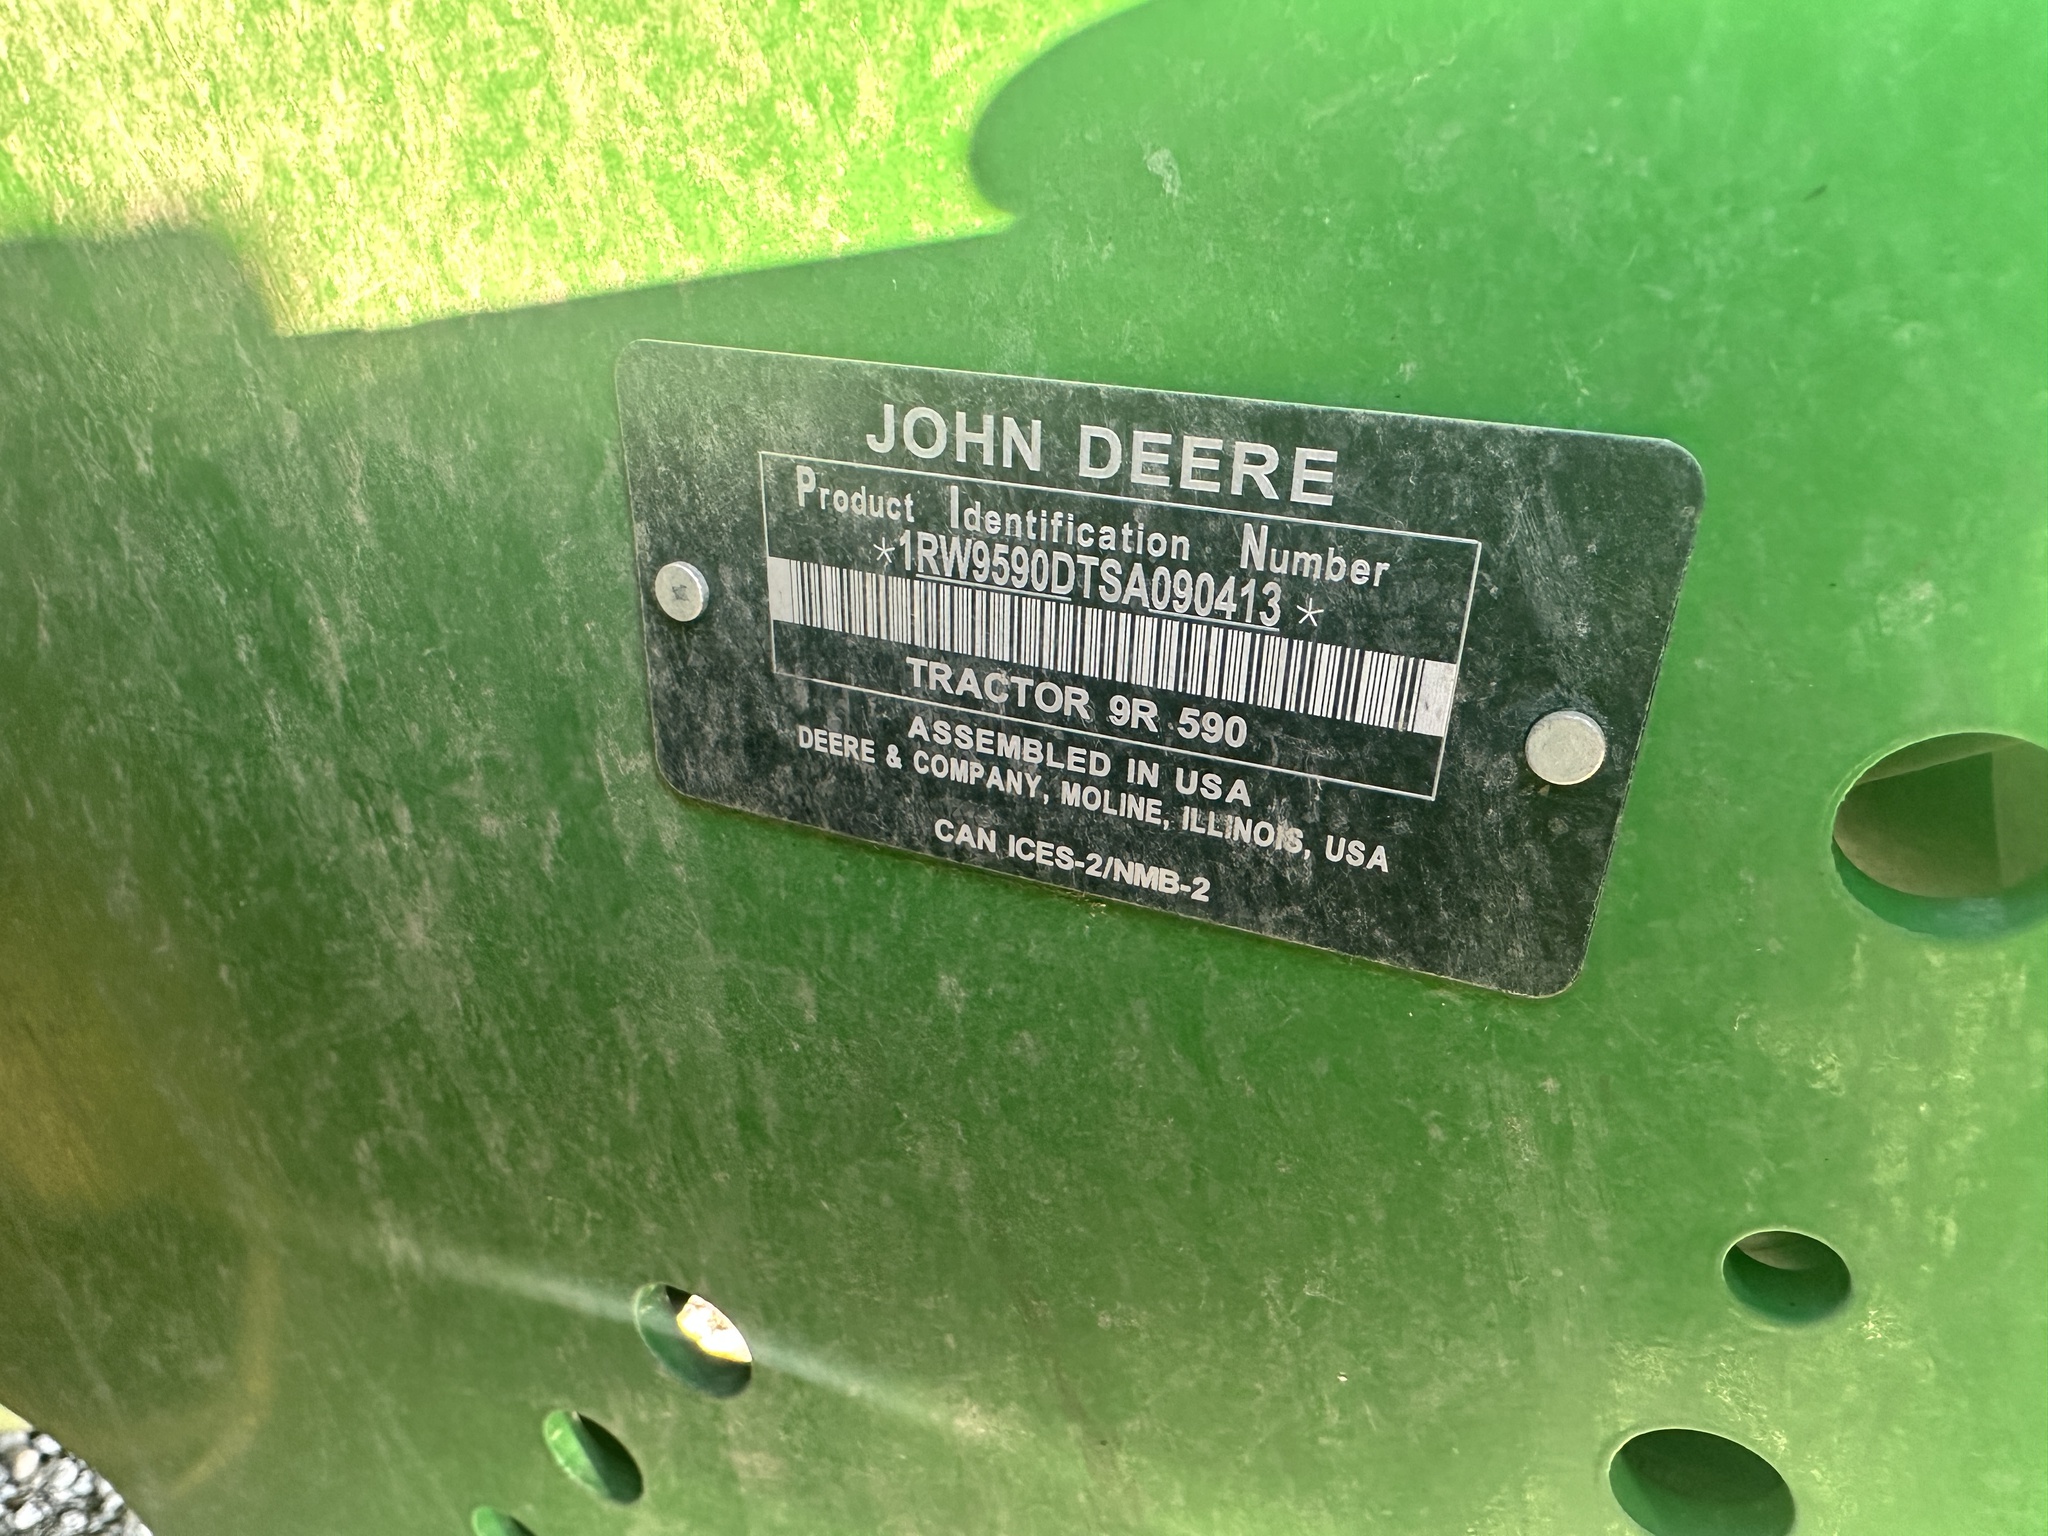 JOHN DEERE
Product Identification Number
*1RW9590DTSA090413*
TRACTOR 9R 590
ASSEMBLED IN USA
DEERE & COMPANY, MOLINE, ILLINOIS, USA
CAN ICES-2/NMB-2